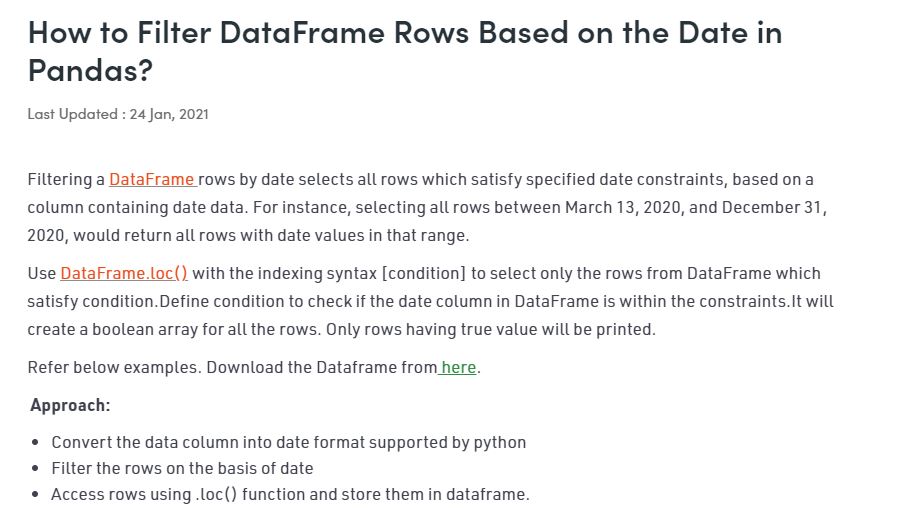 How to Filter DataFrame Rows Based on the Date in
Pandas?
Last Updated : 24 Jan, 2021
Filtering a DataFrame rows by date selects all rows which satisfy specified date constraints, based on a
column containing date data. For instance, selecting all rows between March 13, 2020, and December 31,
2020, would return all rows with date values in that range.
Use DataFrame.loc() with the indexing syntax [condition] to select only the rows from DataFrame which
satisfy condition.Define condition to check if the date column in DataFrame is within the constraints.It will
create a boolean array for all the rows. Only rows having true value will be printed.
Refer below examples. Download the Dataframe from here.
Approach:
• Convert the data column into date format supported by python
• Filter the rows on the basis of date
• Access rows using .loc() function and store them in dataframe.